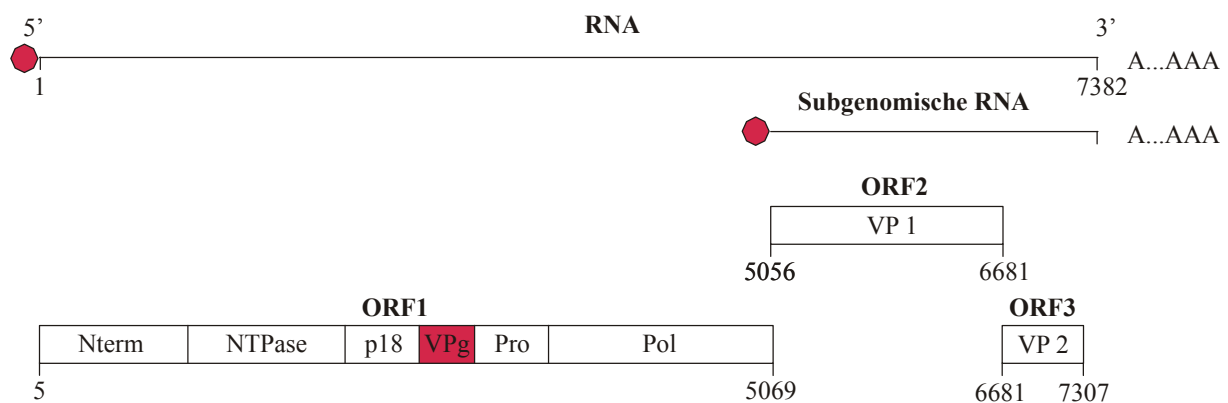 5’ RNA 3’
A...AAA
1 7382
Subgenomische RNA
A...AAA
ORF2
VP 1
5056 6681
ORF1 ORF3
Nterm NTPase p18 VPg Pro Pol VP 2
5 5069 6681 7307